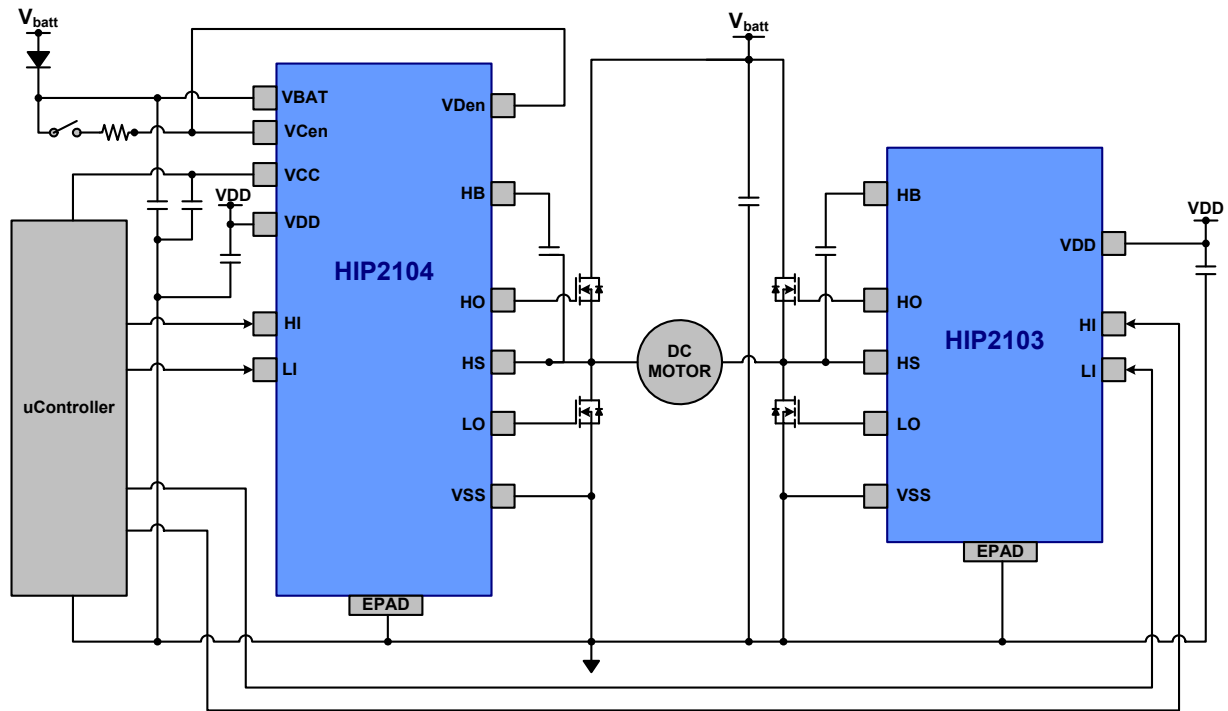 Vbatt
VBAT
VCen
VCC
VDD
VDD
HI
LI
HIP2104
VDen
HB
HO
HS
LO
VSS
EPAD
uController
Vbatt
DC
MOTOR
HB
HO
HS
LO
VSS
HIP2103
VDD
VDD
HI
LI
EPAD